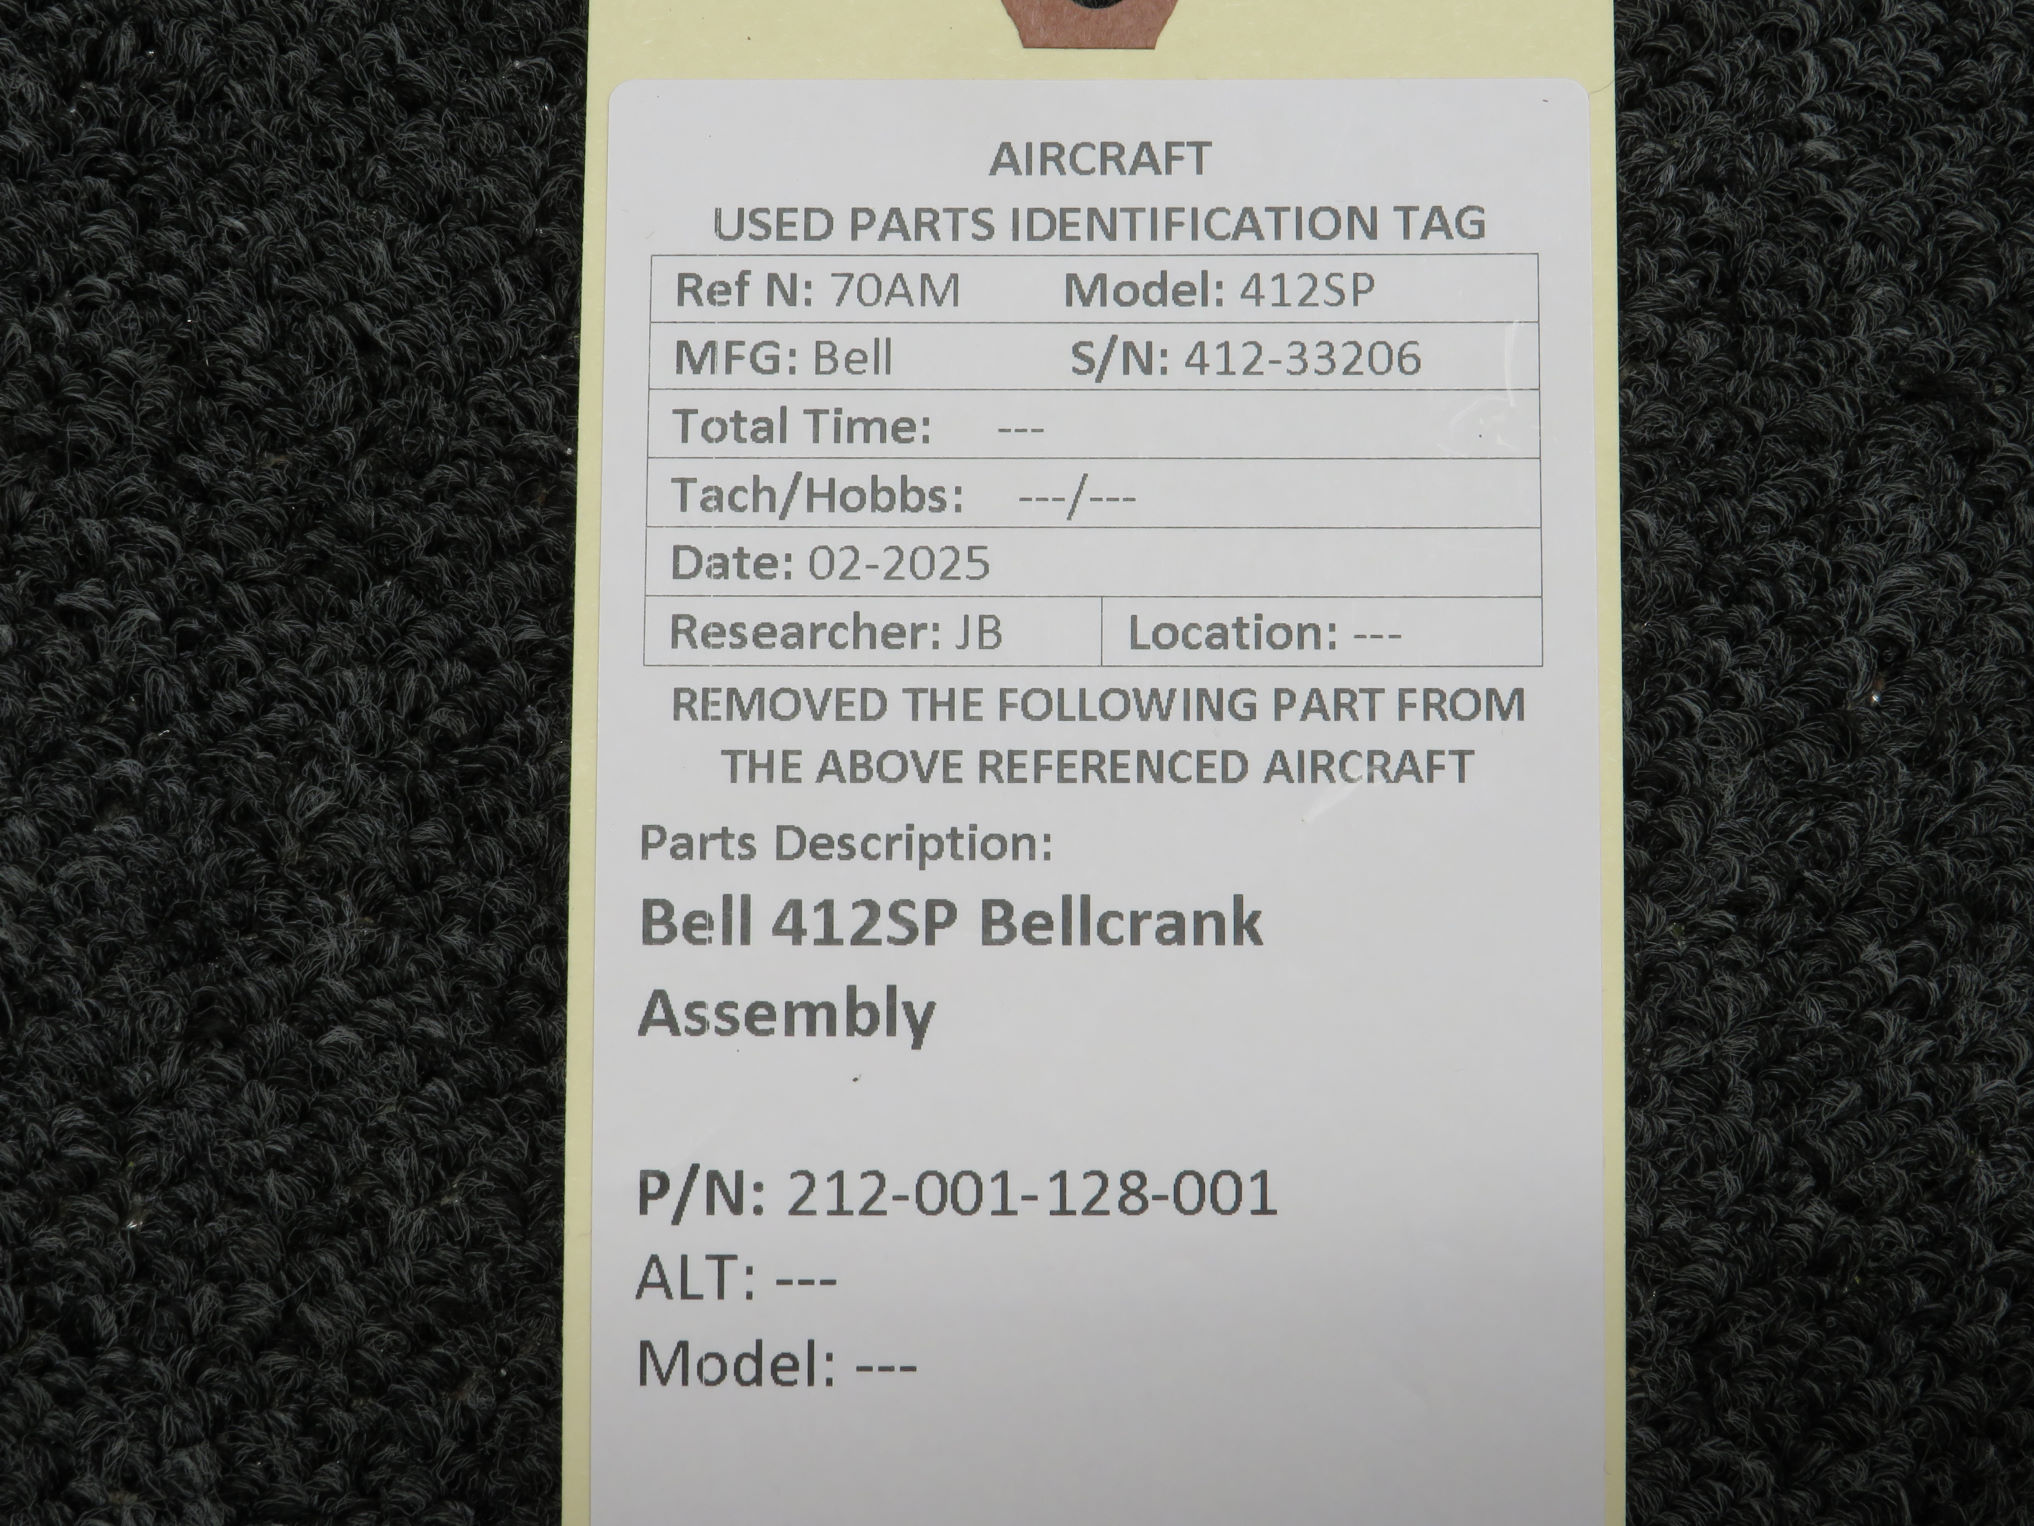 AIRCRAFT
USED PARTS IDENTIFICATION TAG
Ref N: 70AM Model: 412SP
MFG: Bell S/N: 412-33206
Total Time: ---
Tach/Hobbs: ---/---
Date: 02-2025
Researcher: JB Location: ---
REMOVED THE FOLLOWING PART FROM
THE ABOVE REFERENCED AIRCRAFT
Parts Description:
Bell 412SP Bellcrank
Assembly
P/N: 212-001-128-001
ALT: ---
Model: ---